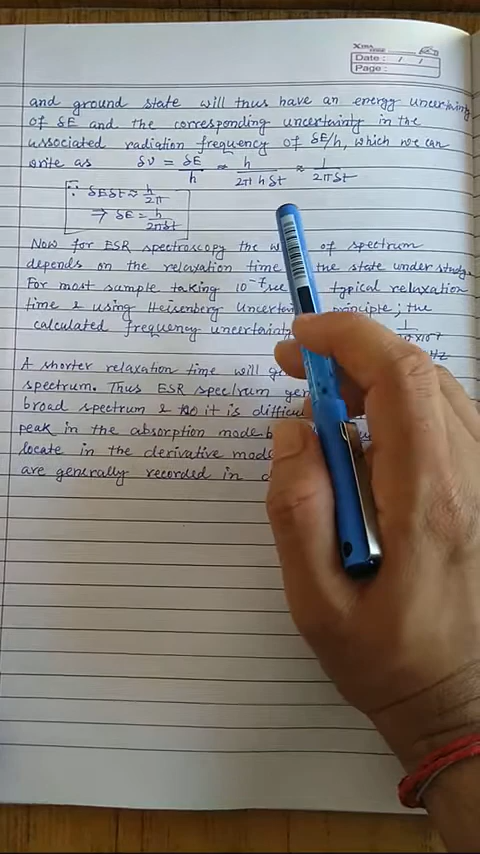 Date : / /
Page :
and ground state will thus have an energy uncertainty
of δE and the corresponding uncertainty in the
associated radiation frequency of δE/h, which we can
write as δν = δE/h ≈ h/2π h δt ≈ 1/2πδt
∵ δEδt ≈ h/2π
⇒ δE = h/2πδt
Now for ESR spectroscopy the w of spectrum
depends on the relaxation time the state under study.
For most sample taking 10⁻⁷sec typical relaxation
time & using Heisenberg Uncertain principle; the
calculated frequency uncertainty
Hz
A shorter relaxation time will
spectrum. Thus ESR spectrum
broad spectrum & it is
peak in the absorption mode
locate in the derivative mode
are generally recorded in